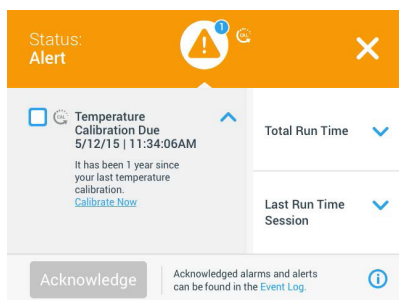 Status:
Alert
1
CAL
Temperature
Calibration Due
5/12/15 | 11:34:06AM
It has been 1 year since
your last temperature
calibration.
Calibrate Now
Total Run Time
Last Run Time
Session
Acknowledge
Acknowledged alarms and alerts
can be found in the Event Log.